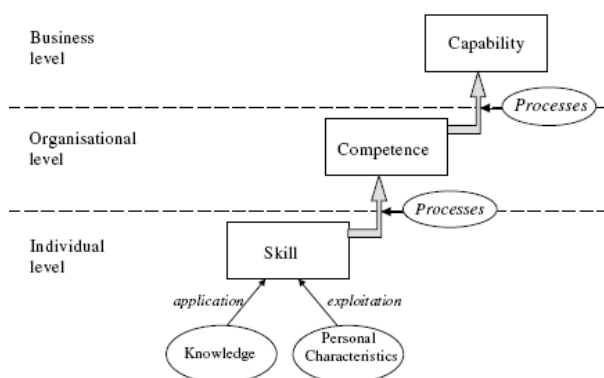 Business
level
Capability
Processes
Organisational
level
Competence
Processes
Individual
level
Skill
application
exploitation
Knowledge
Personal
Characteristics